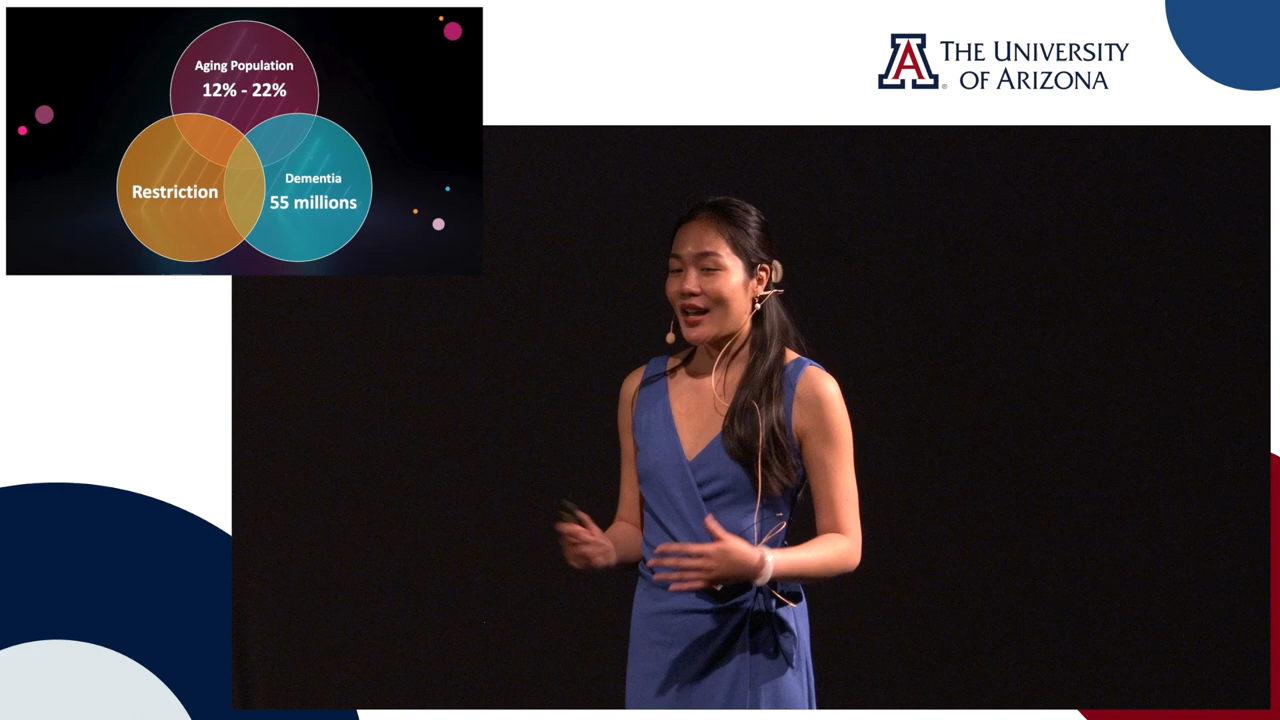 Aging Population
12% - 22%
Restriction
Dementia
55 millions
A
THE UNIVERSITY
OF ARIZONA